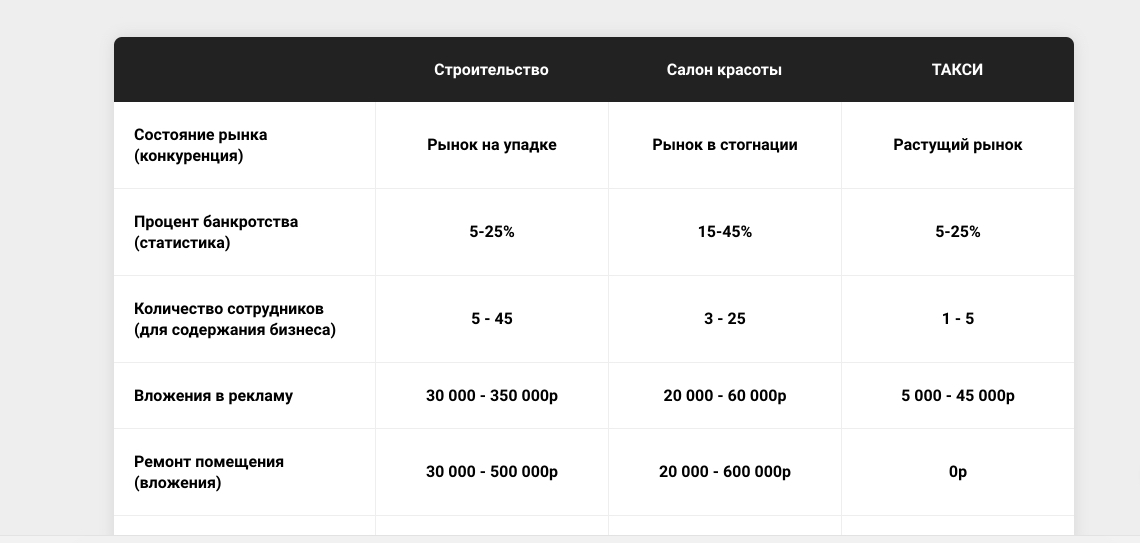 Строительство Салон красоты ТАКСИ
Состояние рынка
(конкуренция)
Рынок на упадке Рынок в стогнации Растущий рынок
Процент банкротства
(статистика)
5-25% 15-45% 5-25%
Количество сотрудников
(для содержания бизнеса)
5 - 45 3 - 25 1 - 5
Вложения в рекламу 30 000 - 350 000р 20 000 - 60 000р 5 000 - 45 000р
Ремонт помещения
(вложения)
30 000 - 500 000р 20 000 - 600 000р 0р